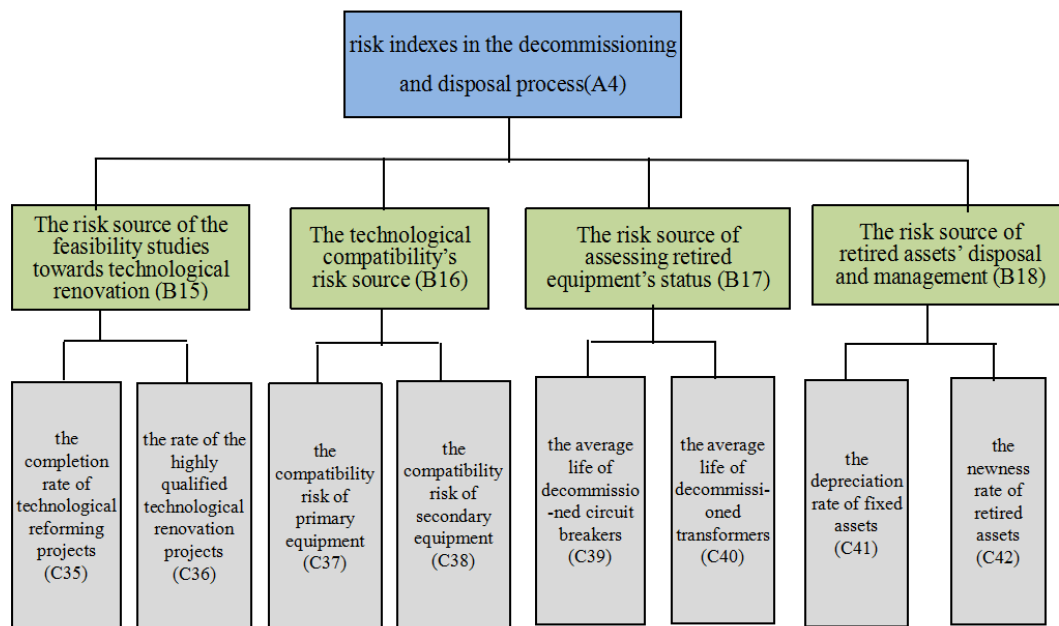 risk indexes in the decommissioning
and disposal process(A4)
The risk source of the
feasibility studies
towards technological
renovation (B15)
The technological
compatibility's
risk source (B16)
The risk source of
assessing retired
equipment's status (B17)
The risk source of
retired assets' disposal
and management (B18)
the
completion
rate of
technological
reforming
projects
(C35)
the rate of the
highly
qualified
technological
renovation
projects
(C36)
the
compatibility
risk of
primary
equipment
(C37)
the
compatibility
risk of
secondary
equipment
(C38)
the average
life of
decommissio
-ned circuit
breakers
(C39)
the average
life of
decommissi-
oned
transformers
(C40)
the
depreciation
rate of fixed
assets
(C41)
the
newness
rate of
retired
assets
(C42)